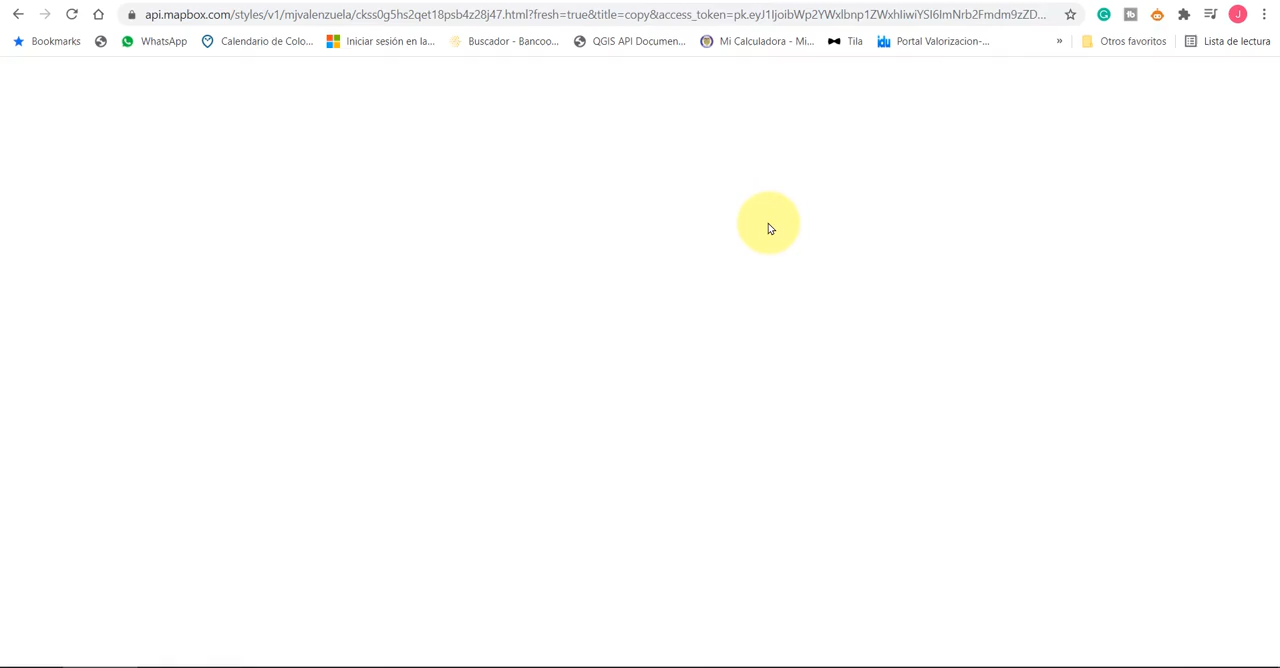 api.mapbox.com/styles/v1/mjvalenzuela/ckss0g5hs2qet18psb4z28j47.html?fresh=true&title=copy&access_token=pk.eyJ1IjoibWp2YWxlbnp1ZWxhIiwiYSI6ImNrb2Fmdm9zZD...
Bookmarks WhatsApp Calendario de Colo... Iniciar sesión en la... Buscador - Bancoo... QGIS API Documen... Mi Calculadora - Mi... Tila idu Portal Valorizacion-... » Otros favoritos Lista de lectura